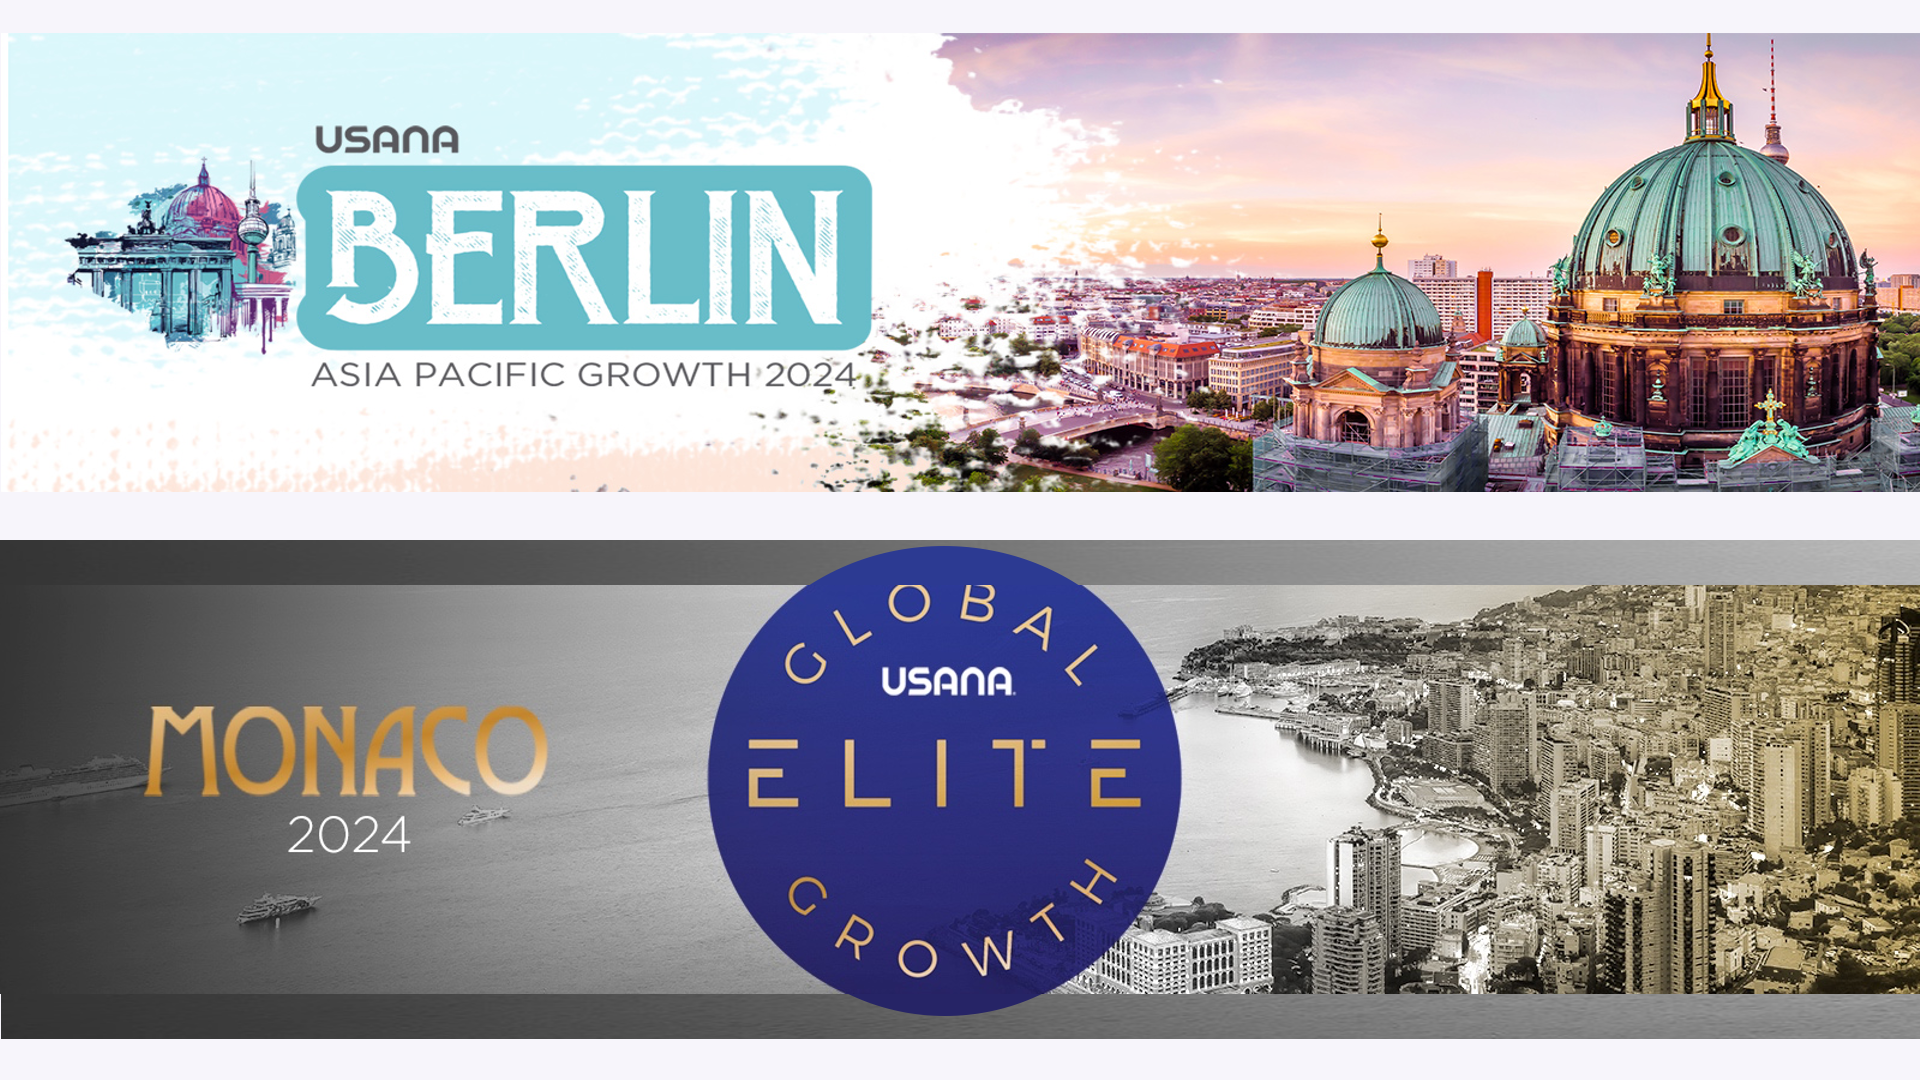 USANA
BERLIN
ASIA PACIFIC GROWTH 2024
MONACO
2024
GLOBAL
USANA
ELITE
GROWTH